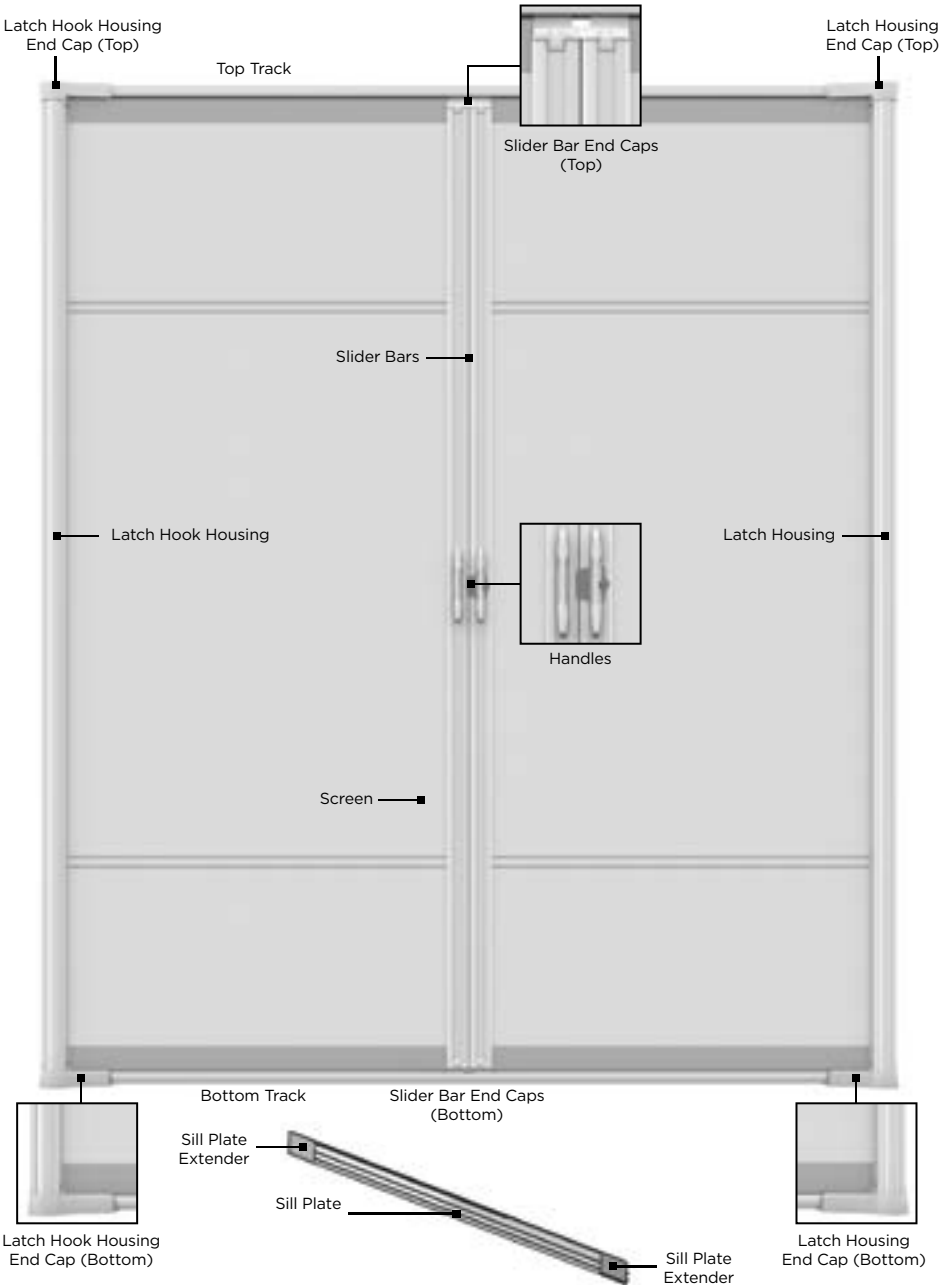 Latch Hook Housing
End Cap (Top)
Latch Housing
End Cap (Top)
Top Track
Slider Bar End Caps
(Top)
Slider Bars
Latch Hook Housing
Latch Housing
Handles
Screen
Bottom Track
Slider Bar End Caps
(Bottom)
Sill Plate
Extender
Sill Plate
Latch Hook Housing
End Cap (Bottom)
Latch Housing
End Cap (Bottom)
Sill Plate
Extender